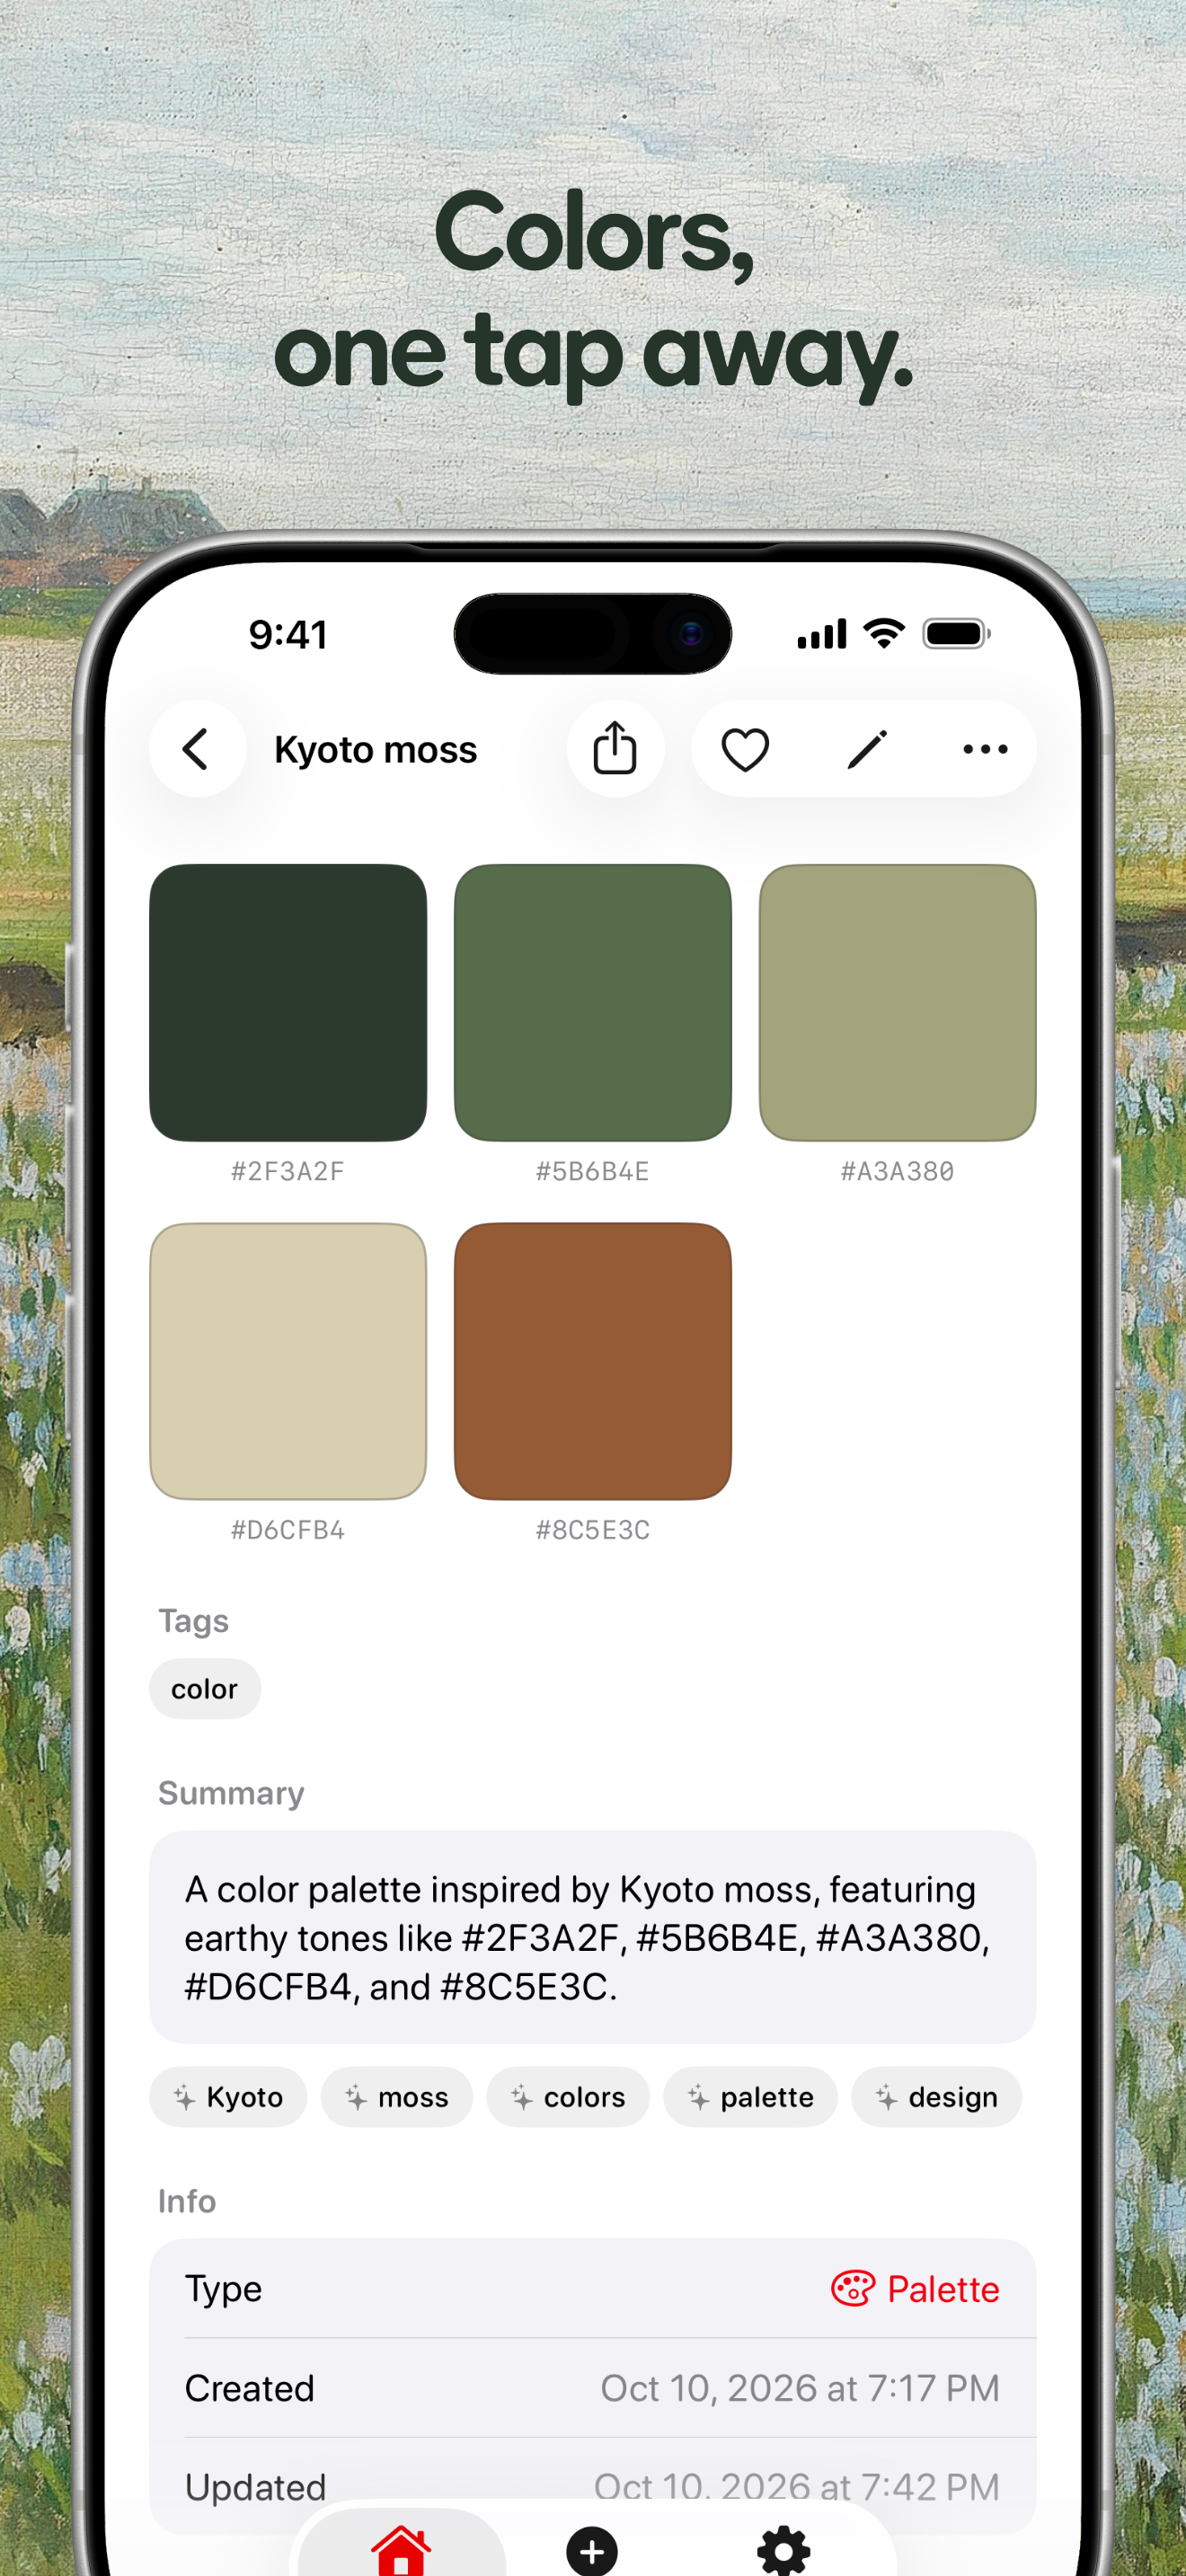 Colors,
one tap away.
9:41
Kyoto moss
#2F3A2F
#5B6B4E
#A3A380
#D6CFB4
#8C5E3C
Tags
color
Summary
A color palette inspired by Kyoto moss, featuring
earthy tones like #2F3A2F, #5B6B4E, #A3A380,
#D6CFB4, and #8C5E3C.
Kyoto
moss
colors
palette
design
Info
Type
Palette
Created
Oct 10, 2026 at 7:17 PM
Updated
Oct 10, 2026 at 7:42 PM